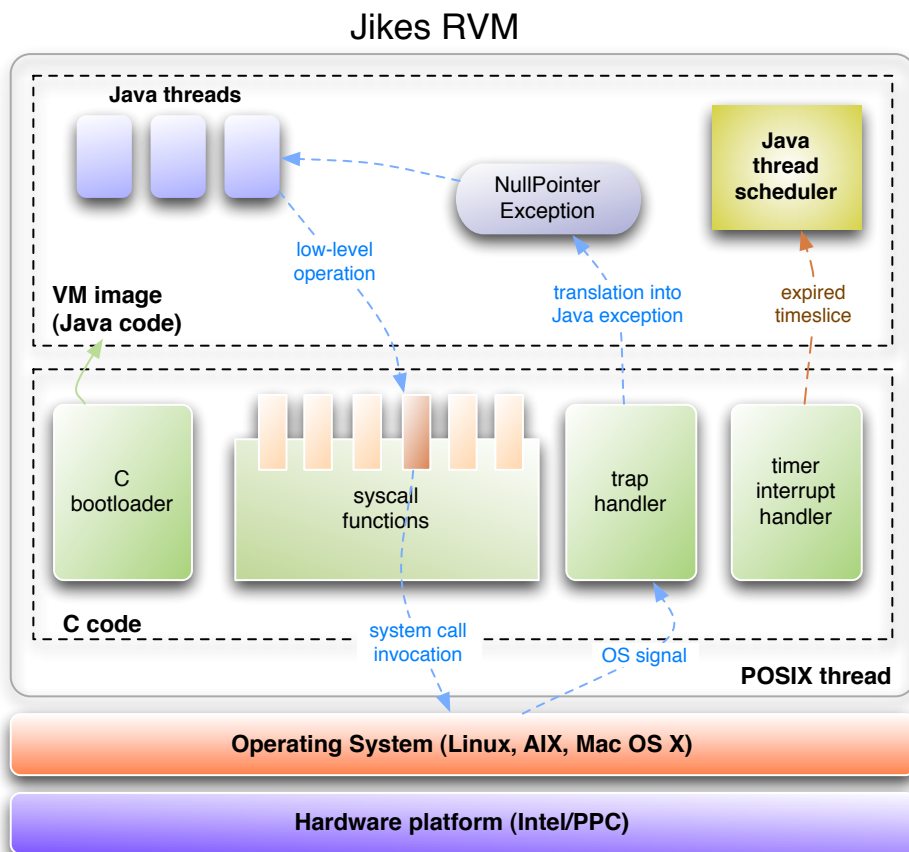 Jikes RVM
Java threads
Java
thread
scheduler
NullPointer
Exception
low-level
operation
translation into
Java exception
expired
timeslice
VM image
(Java code)
C
bootloader
syscall
functions
trap
handler
timer
interrupt
handler
C code
system call
invocation
OS signal
POSIX thread
Operating System (Linux, AIX, Mac OS X)
Hardware platform (Intel/PPC)